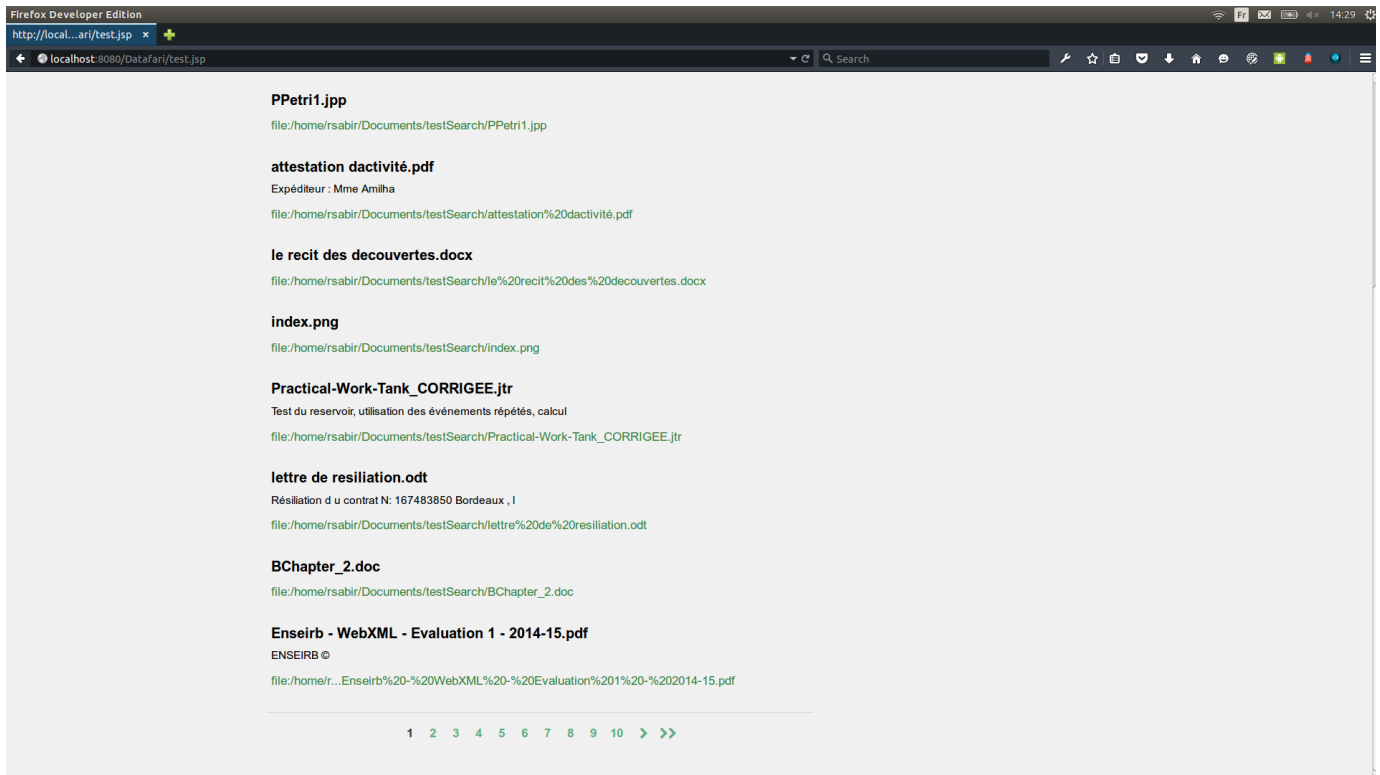 Firefox Developer Edition
Fr 14:29
http://local...ari/test.jsp ×
localhost:8080/Datafari/test.jsp Search
PPetri1.jpp
file:/home/rsabir/Documents/testSearch/PPetri1.jpp
attestation dactivité.pdf
Expéditeur : Mme Amilha
file:/home/rsabir/Documents/testSearch/attestation%20dactivité.pdf
le recit des decouvertes.docx
file:/home/rsabir/Documents/testSearch/le%20recit%20des%20decouvertes.docx
index.png
file:/home/rsabir/Documents/testSearch/index.png
Practical-Work-Tank_CORRIGEE.jtr
Test du reservoir, utilisation des événements répétés, calcul
file:/home/rsabir/Documents/testSearch/Practical-Work-Tank_CORRIGEE.jtr
lettre de resiliation.odt
Résiliation d u contrat N: 167483850 Bordeaux , l
file:/home/rsabir/Documents/testSearch/lettre%20de%20resiliation.odt
BChapter_2.doc
file:/home/rsabir/Documents/testSearch/BChapter_2.doc
Enseirb - WebXML - Evaluation 1 - 2014-15.pdf
ENSEIRB ©
file:/home/r...Enseirb%20-%20WebXML%20-%20Evaluation%201%20-%202014-15.pdf
1 2 3 4 5 6 7 8 9 10 > >>